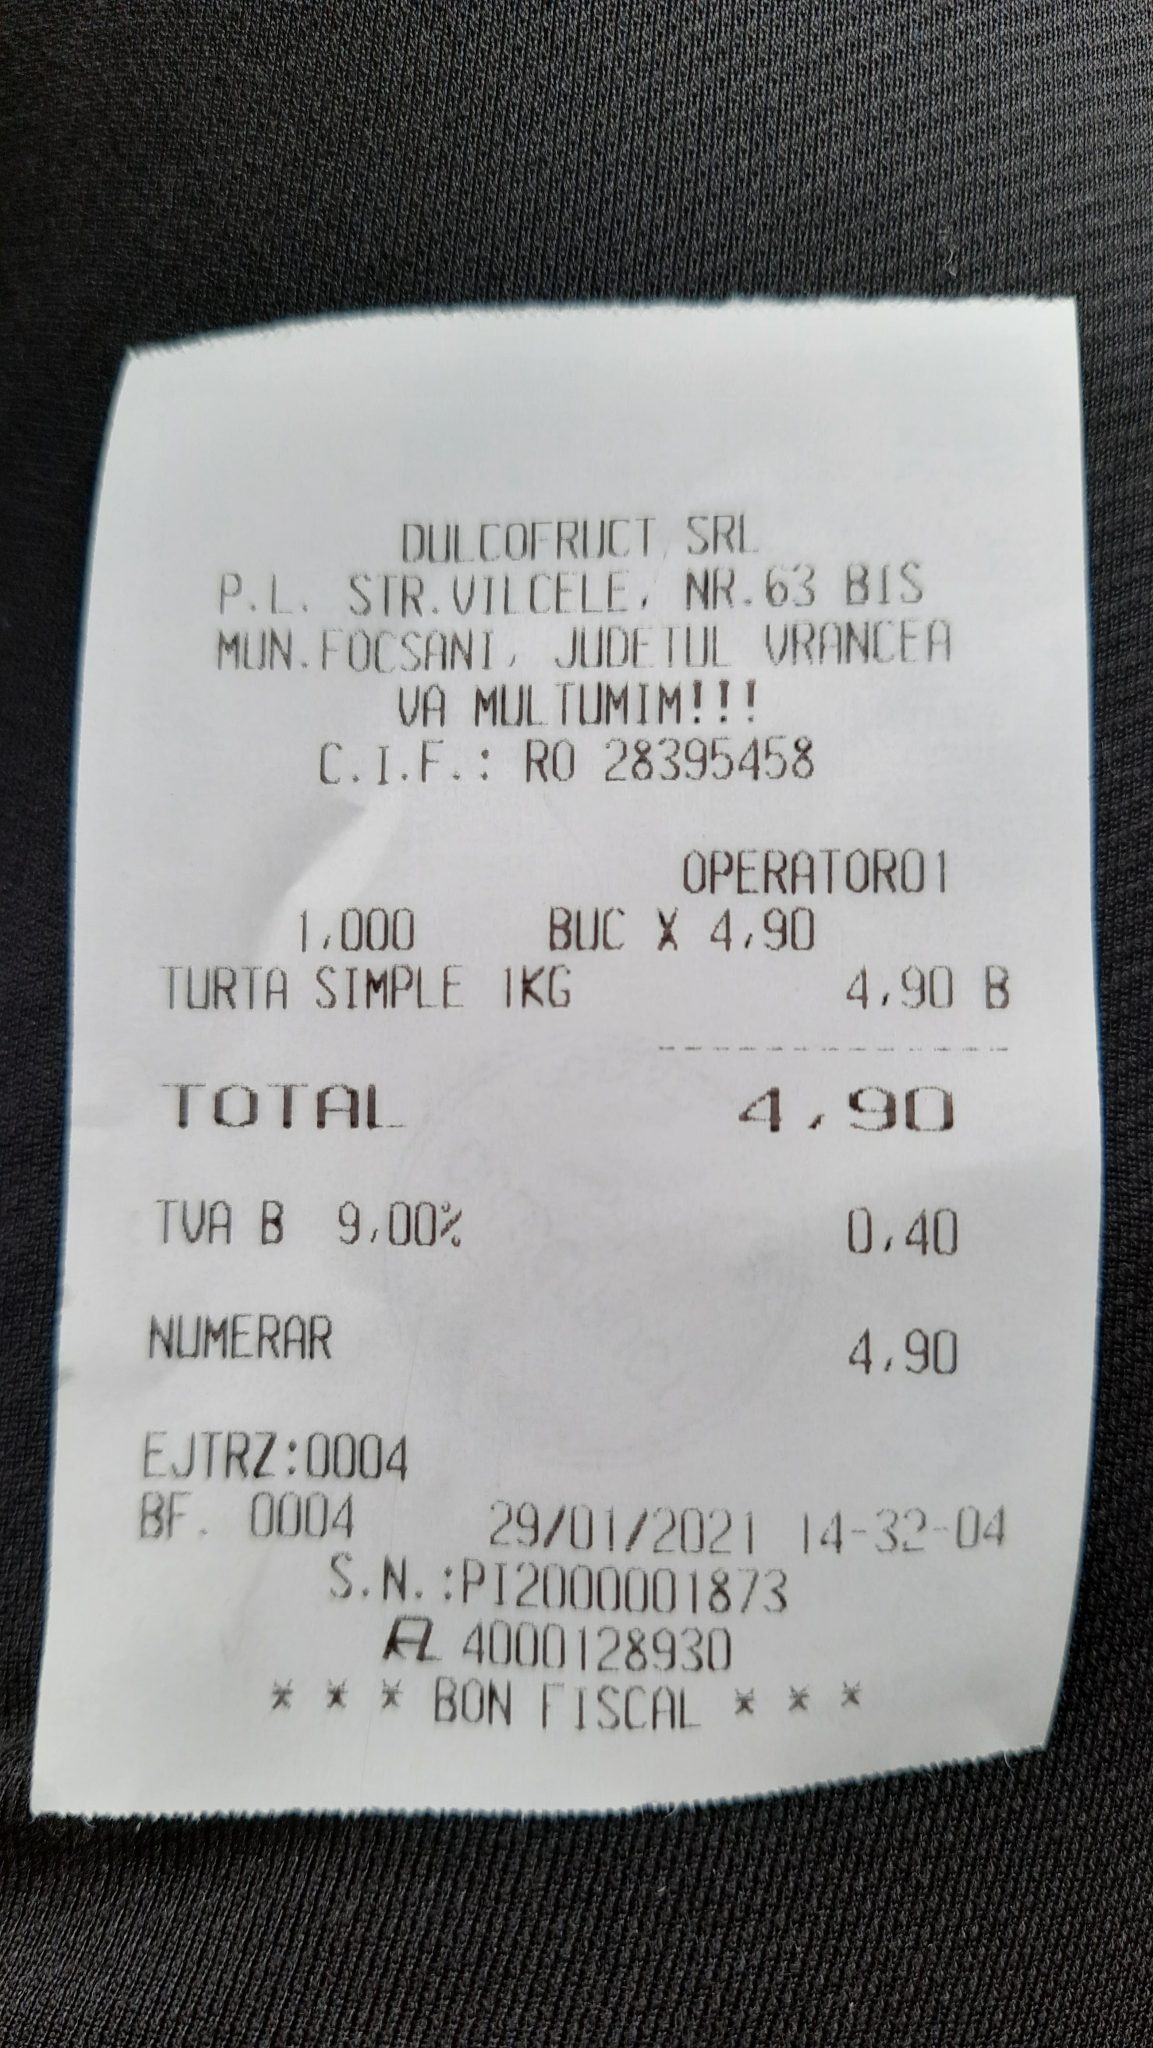 DULCOFRUCT SRL
P.L. STR.VILCELE, NR.63 BIS
MUN.FOCSANI, JUDETUL VRANCEA
VA MULTUMIM!!!
C.I.F.: RO 28395458
OPERATOR01
1,000 BUC X 4,90
TURTA SIMPLE 1KG 4,90 B
TOTAL 4,90
TVA B 9,00% 0,40
NUMERAR 4,90
EJTRZ:0004
BF. 0004 29/01/2021 14-32-04
S.N.:PI2000001873
4000128930
* * * BON FISCAL * * *